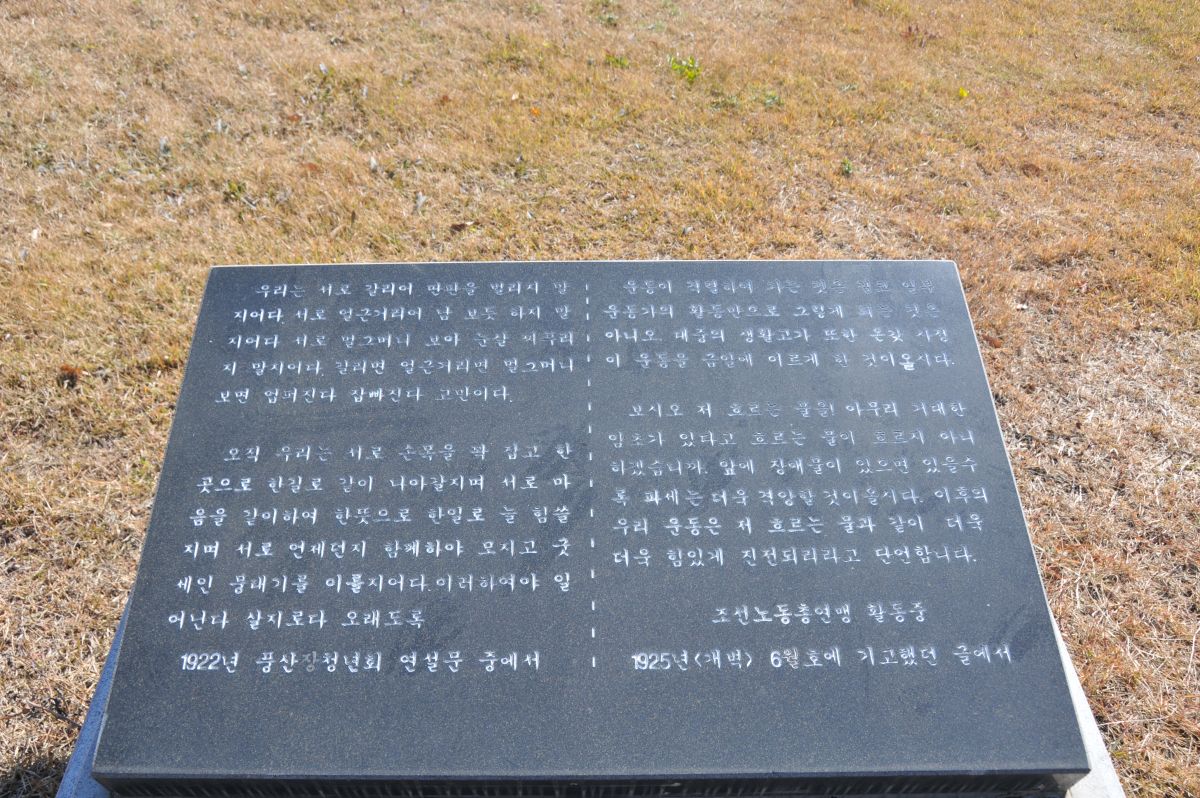 우리는 서로 갈리어 딴판을 벌리지 말
지어다. 서로 엄근거리어 남 보듯 하지 말
지어다. 서로 멀그머니 보아 눈살 찌푸리
지 말시이다. 갈리면 엄근거리면 멀그머니
보면 엎퍼진다 잡빠진다 고만이다.
오직 우리는 서로 손목을 꽉 잡고 한
곳으로 한길로 같이 나아갈지며 서로 마
음을 같이하여 한뜻으로 한일로 늘 힘쓸
지며 서로 언제던지 함께하야 모지고 굿
세인 뭉태기를 이룰지어다. 이러하여야 일
어난다 살지로다 오래도록
1922년 풍산장청년회 연설문 중에서
운동이 격렬하여 지는 것은 일부
운동가의 활동만으로 그렇게 되는 것은
아니오 대중의 생활고가 또한 온갖 사정
이 운동을 금일에 이르게 한 것이올시다.
보시오 저 흐르는 물을! 아무리 거대한
암초가 있다고 흐르는 물이 흐르지 아니
하겠습니까. 앞에 장애물이 있으면 있을수
록 파세는 더욱 격앙할 것이올시다. 이후의
우리 운동은 저 흐르는 물과 같이 더욱
더욱 힘있게 진전되리라고 단언합니다.
조선노동총연맹 활동중
1925년 <개벽> 6월호에 기고했던 글에서